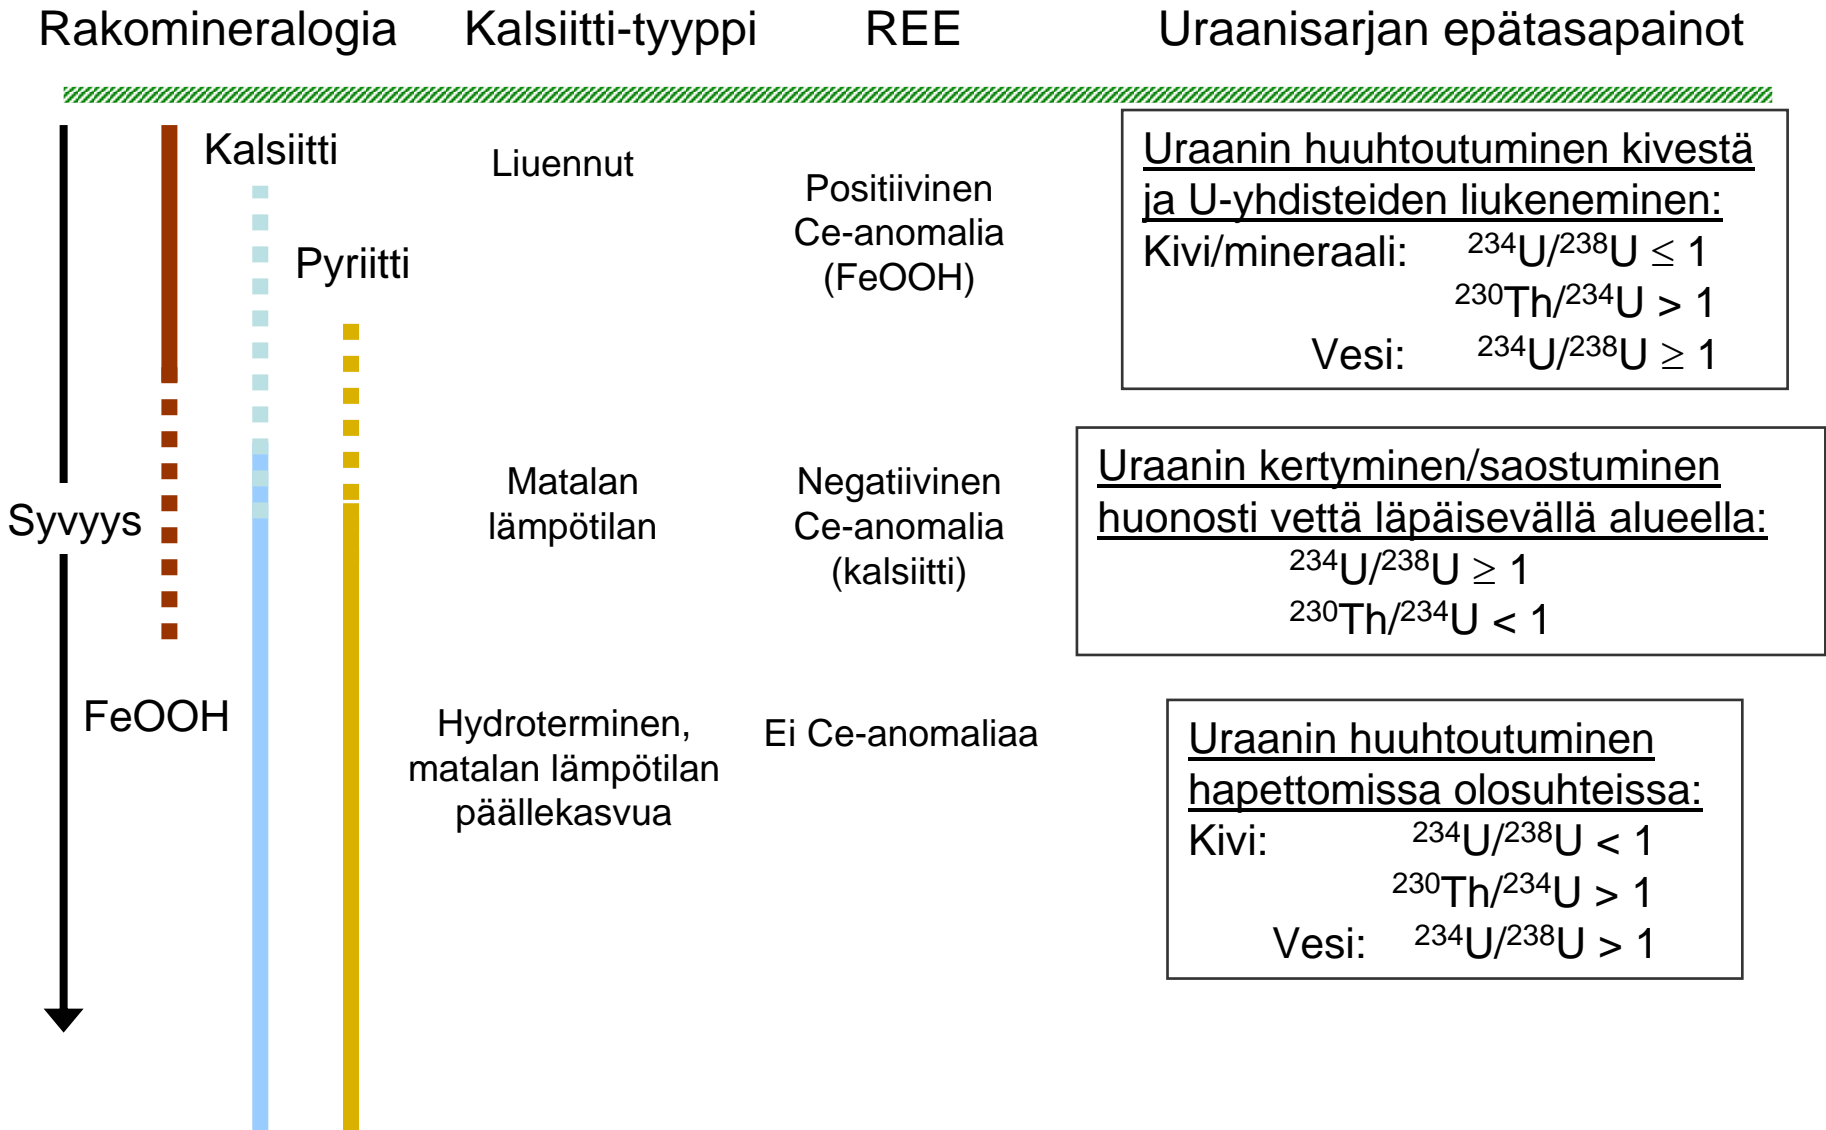 Rakomineralogia Kalsiitti-tyyppi REE Uraanisarjan epätasapainot
Kalsiitti
Pyriitti
Syvyys
FeOOH
Liuennut
Matalan
lämpötilan
Hydroterminen,
matalan lämpötilan
päällekasvua
Positiivinen
Ce-anomalia
(FeOOH)
Negatiivinen
Ce-anomalia
(kalsiitti)
Ei Ce-anomaliaa
Uraanin huuhtoutuminen kivestä
ja U-yhdisteiden liukeneminen:
Kivi/mineraali: ²³⁴U/²³⁸U ≤ 1
²³⁰Th/²³⁴U > 1
Vesi: ²³⁴U/²³⁸U ≥ 1
Uraanin kertyminen/saostuminen
huonosti vettä läpäisevällä alueella:
²³⁴U/²³⁸U ≥ 1
²³⁰Th/²³⁴U < 1
Uraanin huuhtoutuminen
hapettomissa olosuhteissa:
Kivi: ²³⁴U/²³⁸U < 1
²³⁰Th/²³⁴U > 1
Vesi: ²³⁴U/²³⁸U > 1